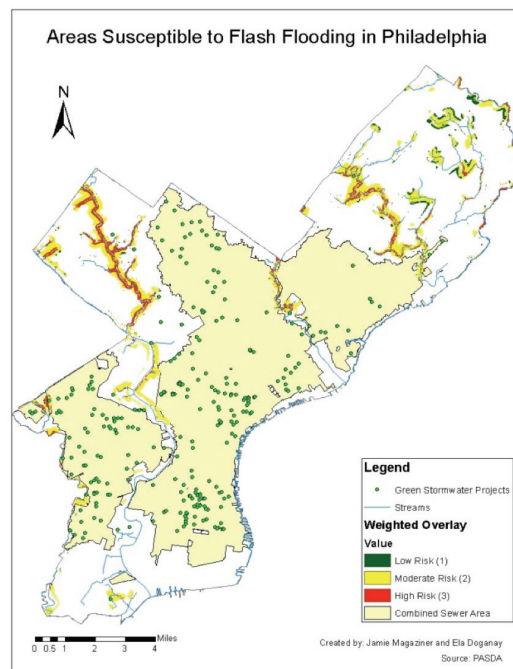 Areas Susceptible to Flash Flooding in Philadelphia
N
Legend
Green Stormwater Projects
Streams
Weighted Overlay
Value
Low Risk (1)
Moderate Risk (2)
High Risk (3)
Combined Sewer Area
Miles
0 0.5 1 2 3 4
Created by: Jamie Magaziner and Ela Doganay
Source: PASDA